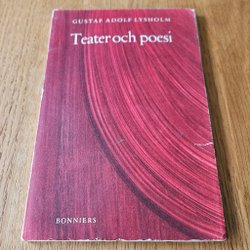 GUSTAF ADOLF LYSHOLM
Teater och poesi
BONNIERS